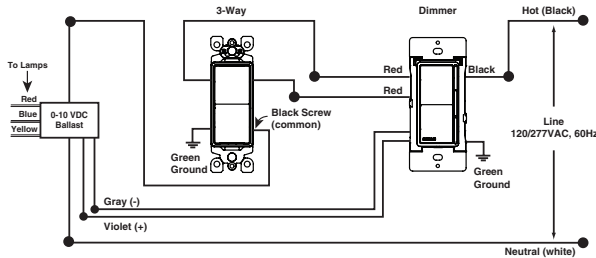 3-Way
Dimmer
Hot (Black)
To Lamps
Red
Black
Red
Red
Blue
Yellow
0-10 VDC
Ballast
Black Screw
(common)
Line
120/277VAC, 60Hz
Green
Ground
Green
Ground
Gray (-)
Violet (+)
Neutral (white)